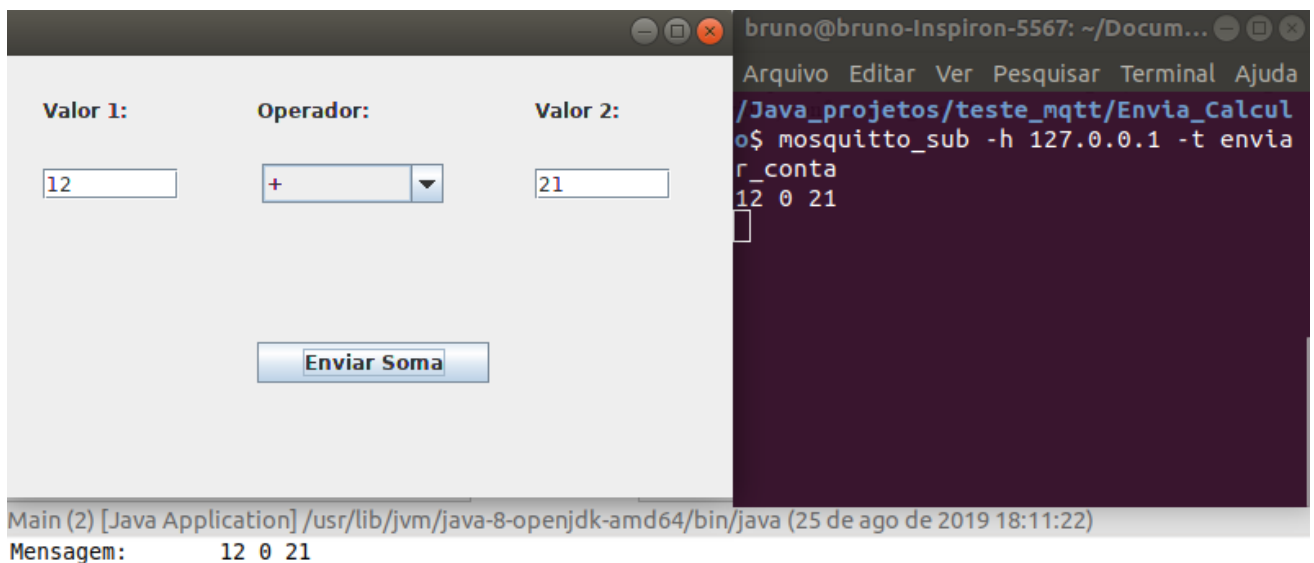 Valor 1: Operador: Valor 2:
12 + 21
Enviar Soma
bruno@bruno-Inspiron-5567: ~/Docum...
Arquivo Editar Ver Pesquisar Terminal Ajuda
/Java_projetos/teste_mqtt/Envia_Calcul
o$ mosquitto_sub -h 127.0.0.1 -t envia
r_conta
12 0 21
Main (2) [Java Application] /usr/lib/jvm/java-8-openjdk-amd64/bin/java (25 de ago de 2019 18:11:22)
Mensagem: 12 0 21